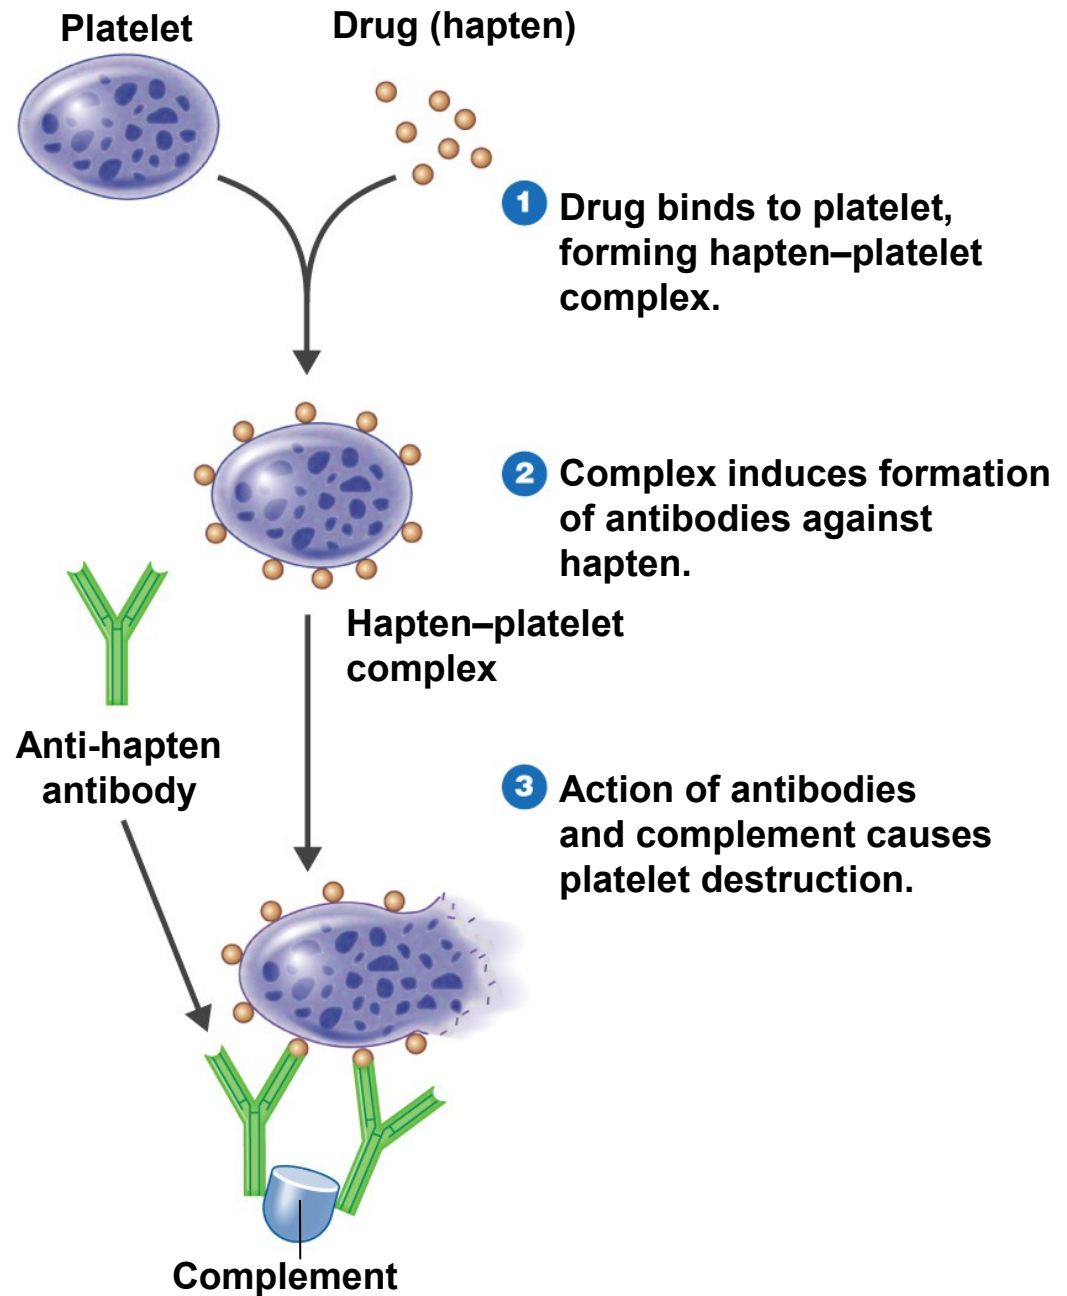 Platelet
Drug (hapten)
1 Drug binds to platelet,
forming hapten–platelet
complex.
2 Complex induces formation
of antibodies against
hapten.
Hapten–platelet
complex
Anti-hapten
antibody
3 Action of antibodies
and complement causes
platelet destruction.
Complement